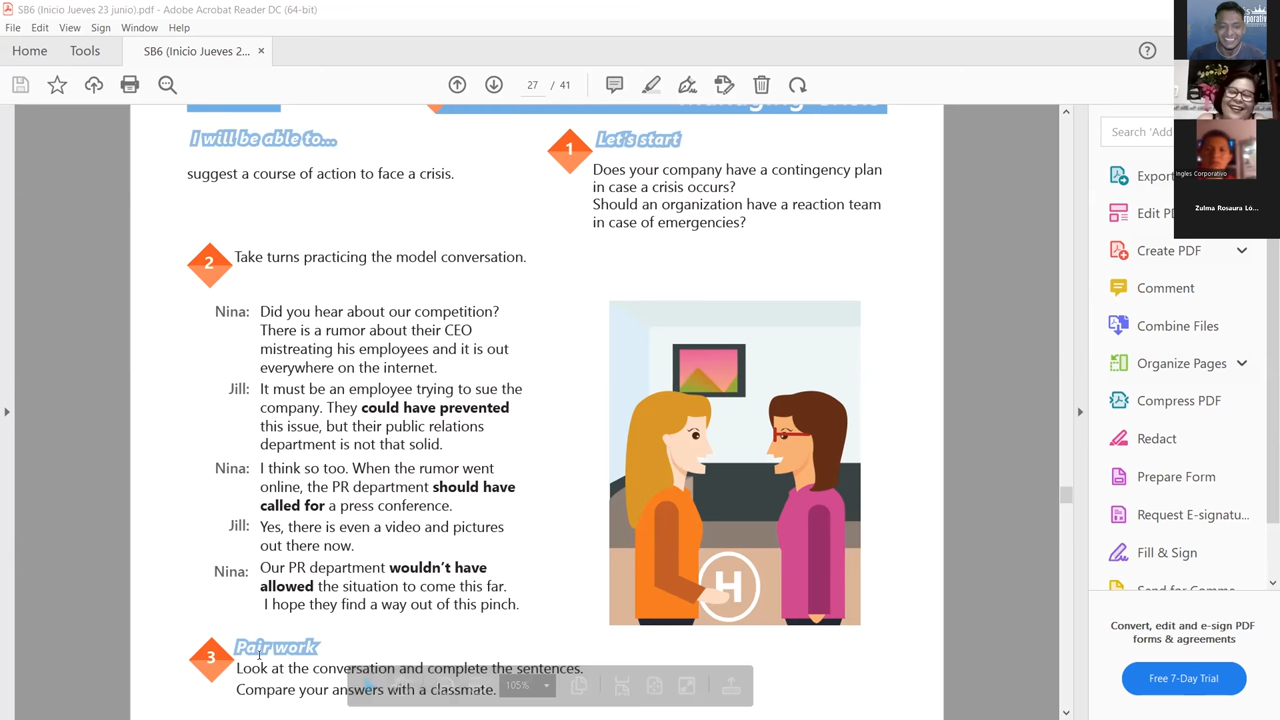 SB6 (Inicio Jueves 23 junio).pdf - Adobe Acrobat Reader DC (64-bit)
File Edit View Sign Window Help
Home Tools SB6 (Inicio Jueves 2... ×
27 / 41
Managing Crisis
I will be able to...
suggest a course of action to face a crisis.
1 Let's start
Does your company have a contingency plan
in case a crisis occurs?
Should an organization have a reaction team
in case of emergencies?
2 Take turns practicing the model conversation.
Nina: Did you hear about our competition?
There is a rumor about their CEO
mistreating his employees and it is out
everywhere on the internet.
Jill: It must be an employee trying to sue the
company. They could have prevented
this issue, but their public relations
department is not that solid.
Nina: I think so too. When the rumor went
online, the PR department should have
called for a press conference.
Jill: Yes, there is even a video and pictures
out there now.
Nina: Our PR department wouldn't have
allowed the situation to come this far.
I hope they find a way out of this pinch.
H
3 Pair work
Look at the conversation and complete the sentences.
Compare your answers with a classmate.
105%
Search 'Add
Export
Edit PD
Create PDF
Comment
Combine Files
Organize Pages
Compress PDF
Redact
Prepare Form
Request E-signatu...
Fill & Sign
Send for Comme
Convert, edit and e-sign PDF
forms & agreements
Free 7-Day Trial
Ingles Corporativo
Zulma Rosaura Ló...